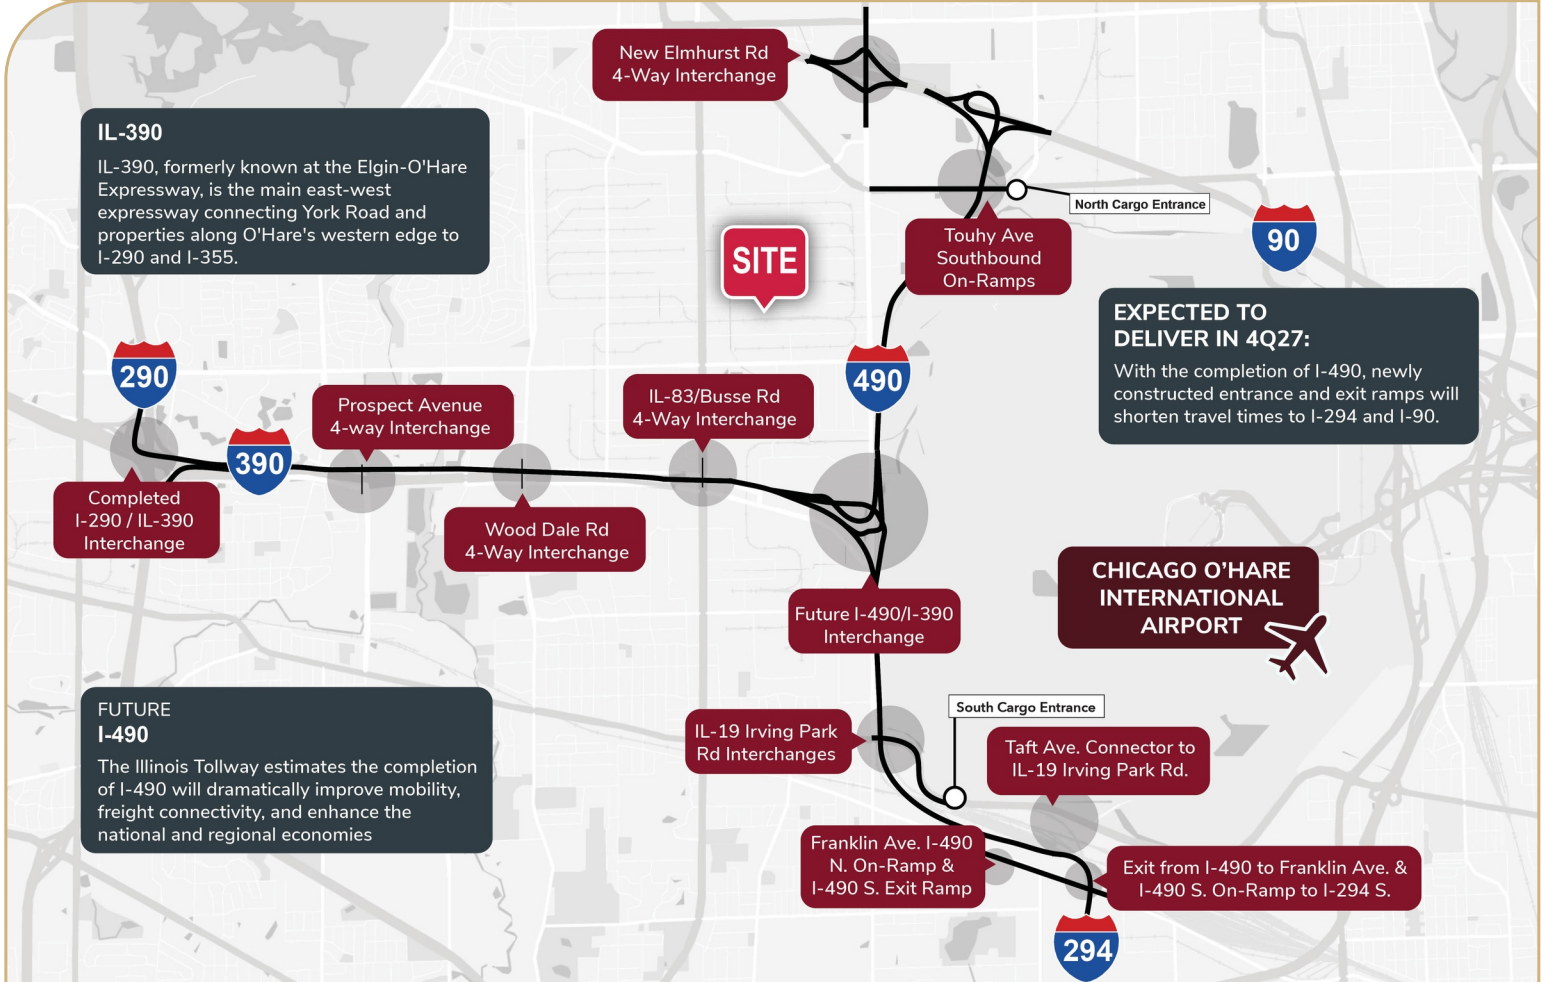 New Elmhurst Rd
4-Way Interchange
IL-390
IL-390, formerly known at the Elgin-O'Hare
Expressway, is the main east-west
expressway connecting York Road and
properties along O'Hare's western edge to
I-290 and I-355.
North Cargo Entrance
90
SITE
Touhy Ave
Southbound
On-Ramps
EXPECTED TO
DELIVER IN 4Q27:
With the completion of I-490, newly
constructed entrance and exit ramps will
shorten travel times to I-294 and I-90.
290
490
Prospect Avenue
4-way Interchange
IL-83/Busse Rd
4-Way Interchange
390
Completed
I-290 / IL-390
Interchange
Wood Dale Rd
4-Way Interchange
CHICAGO O’HARE
INTERNATIONAL
AIRPORT
Future I-490/I-390
Interchange
FUTURE
I-490
The Illinois Tollway estimates the completion
of I-490 will dramatically improve mobility,
freight connectivity, and enhance the
national and regional economies
South Cargo Entrance
IL-19 Irving Park
Rd Interchanges
Taft Ave. Connector to
IL-19 Irving Park Rd.
Franklin Ave. I-490
N. On-Ramp &
I-490 S. Exit Ramp
Exit from I-490 to Franklin Ave. &
I-490 S. On-Ramp to I-294 S.
294